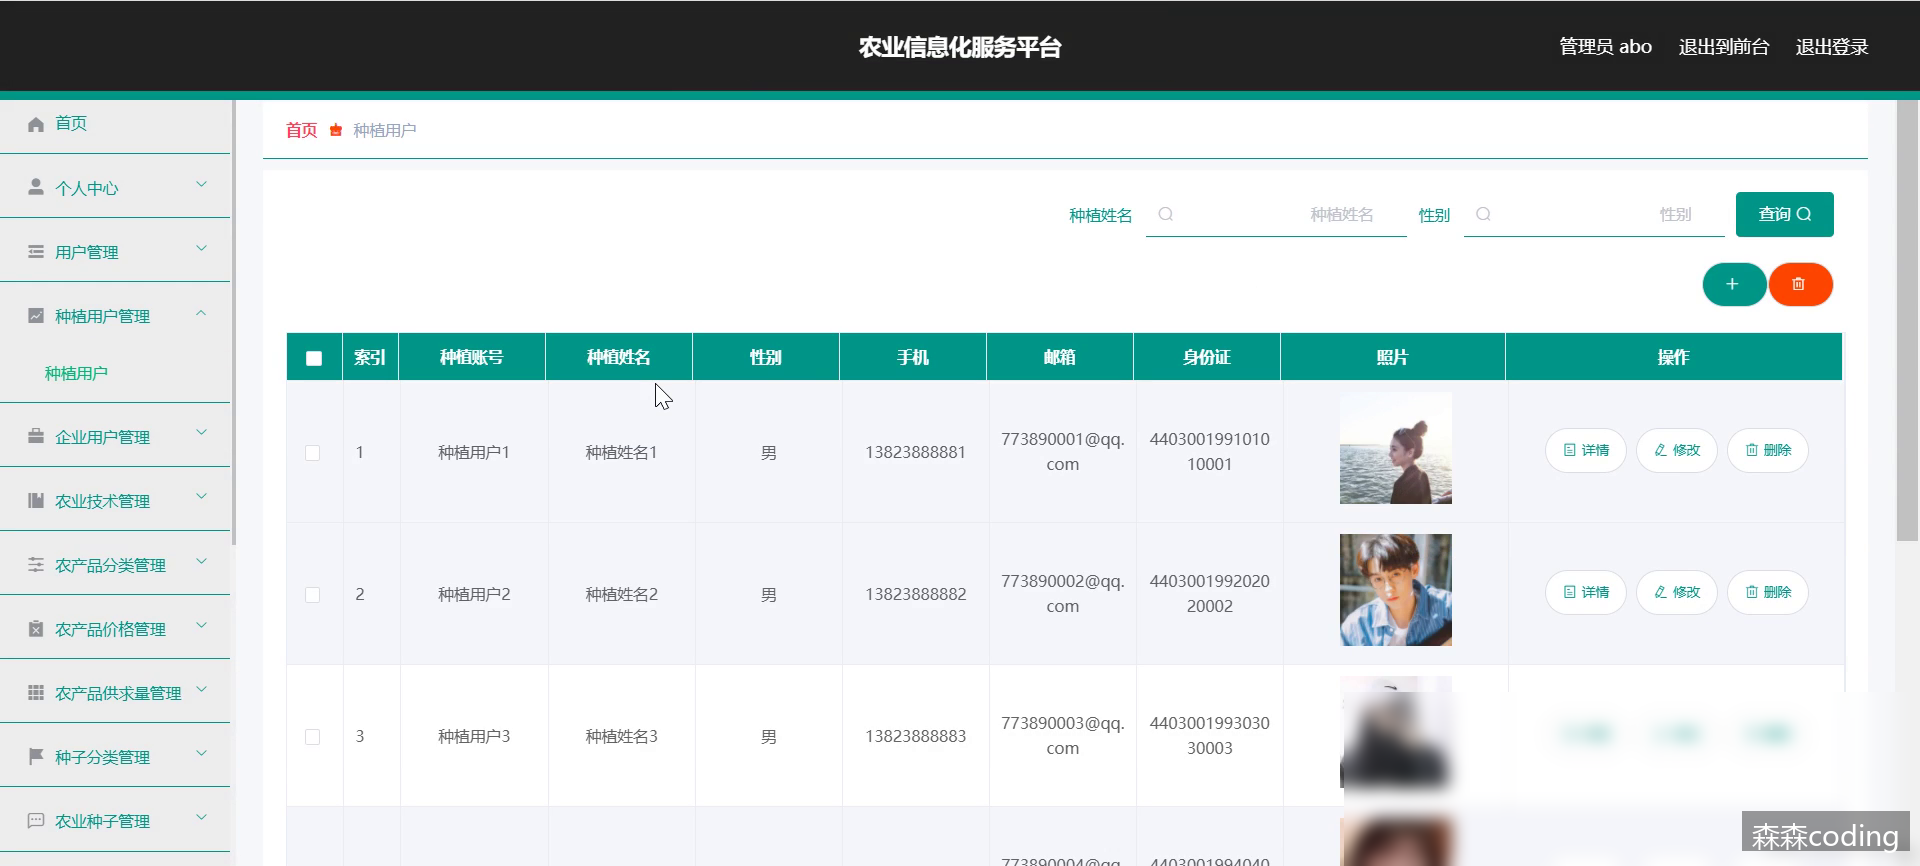 农业信息化服务平台
管理员 abo 退出到前台 退出登录
首页
个人中心
用户管理
种植用户管理
种植用户
企业用户管理
农业技术管理
农产品分类管理
农产品价格管理
农产品供求量管理
种子分类管理
农业种子管理
首页 种植用户
种植姓名 种植姓名 性别 性别 查询
索引 种植账号 种植姓名 性别 手机 邮箱 身份证 照片 操作
1 种植用户1 种植姓名1 男 13823888881 773890001@qq.com 440300199101010001 详情 修改 删除
2 种植用户2 种植姓名2 男 13823888882 773890002@qq.com 440300199202020002 详情 修改 删除
3 种植用户3 种植姓名3 男 13823888883 773890003@qq.com 440300199303030003
773890004@qq. 4403001994040
森森coding